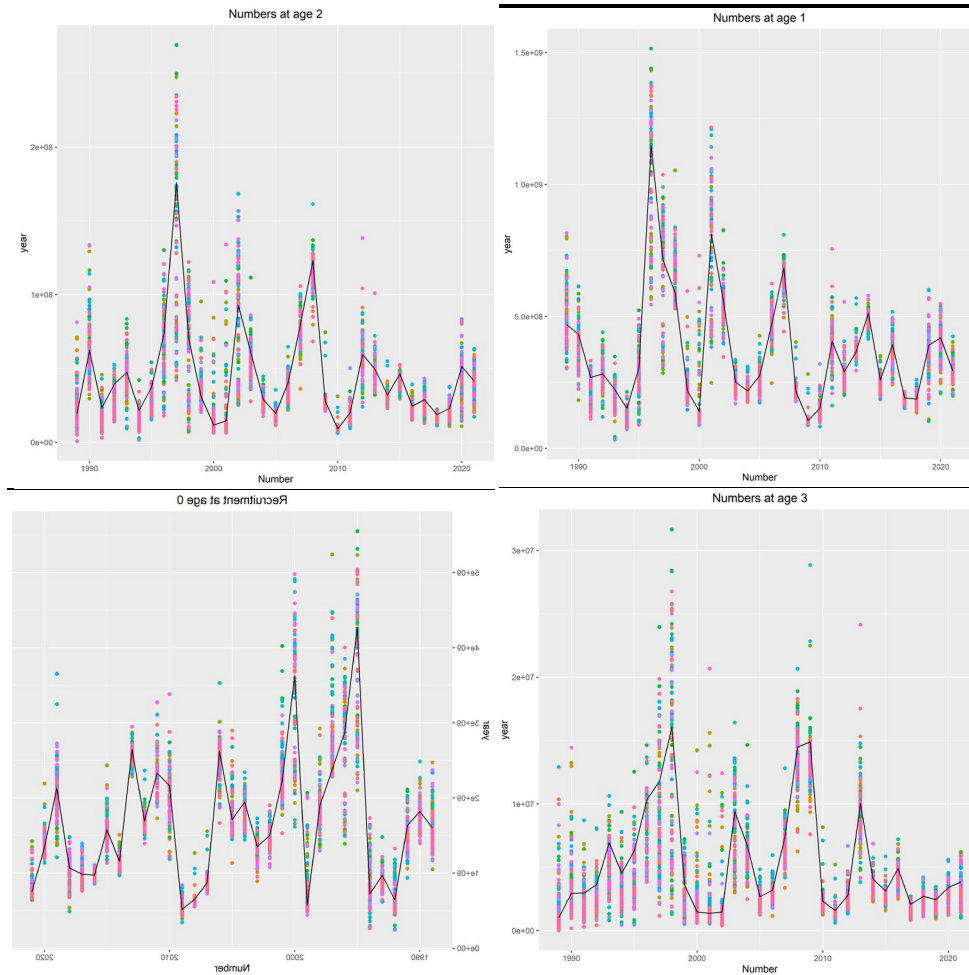 Numbers at age 2
2e+08
1e+08
0e+00
year
1990
2000
2010
2020
Number
Numbers at age 1
1.5e+09
1.0e+09
5.0e+08
0.0e+00
year
1990
2000
2010
2020
Number
Recruitment at age 0
5e+09
4e+09
3e+09
2e+09
1e+09
0e+00
year
2020
2010
2000
1990
Number
Numbers at age 3
3e+07
2e+07
1e+07
0e+00
year
1990
2000
2010
2020
Number